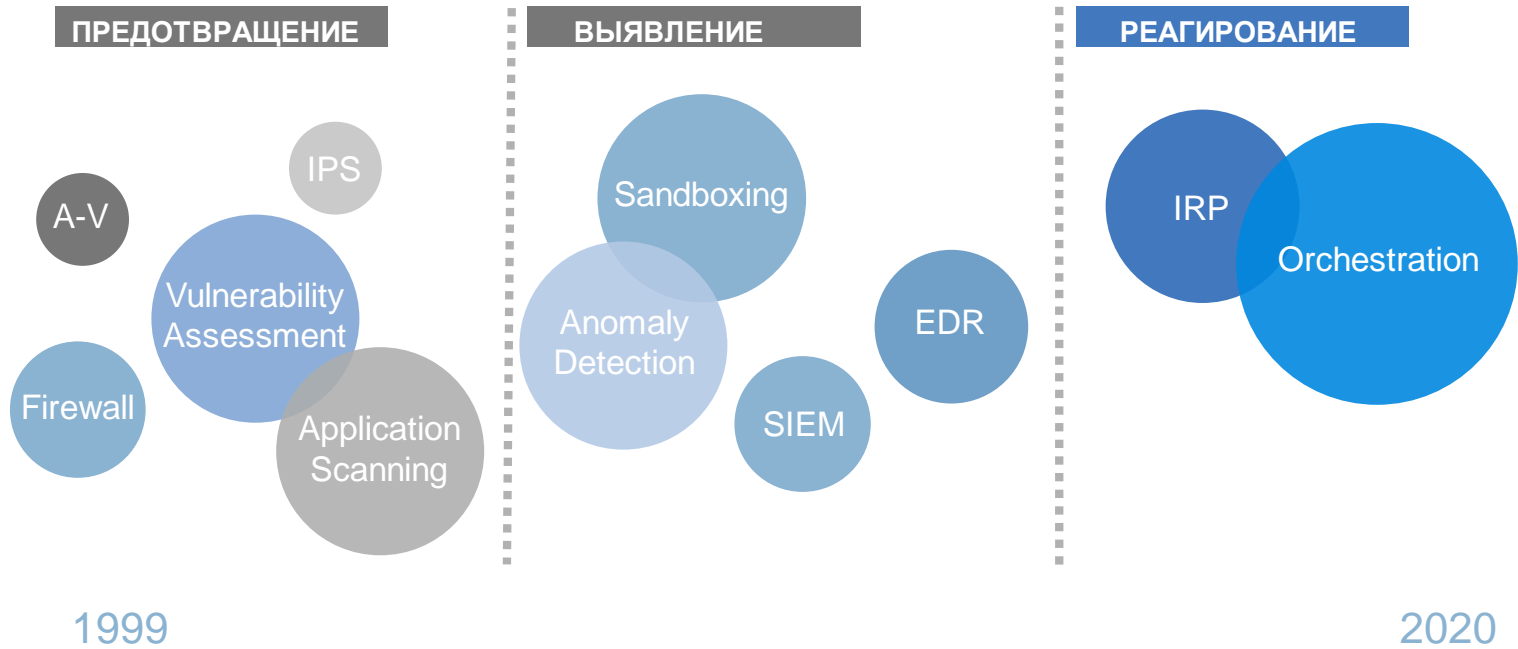 ПРЕДОТВРАЩЕНИЕ
ВЫЯВЛЕНИЕ
РЕАГИРОВАНИЕ
IPS
A-V
Vulnerability
Assessment
Firewall
Application
Scanning
Sandboxing
Anomaly
Detection
EDR
SIEM
IRP
Orchestration
1999
2020